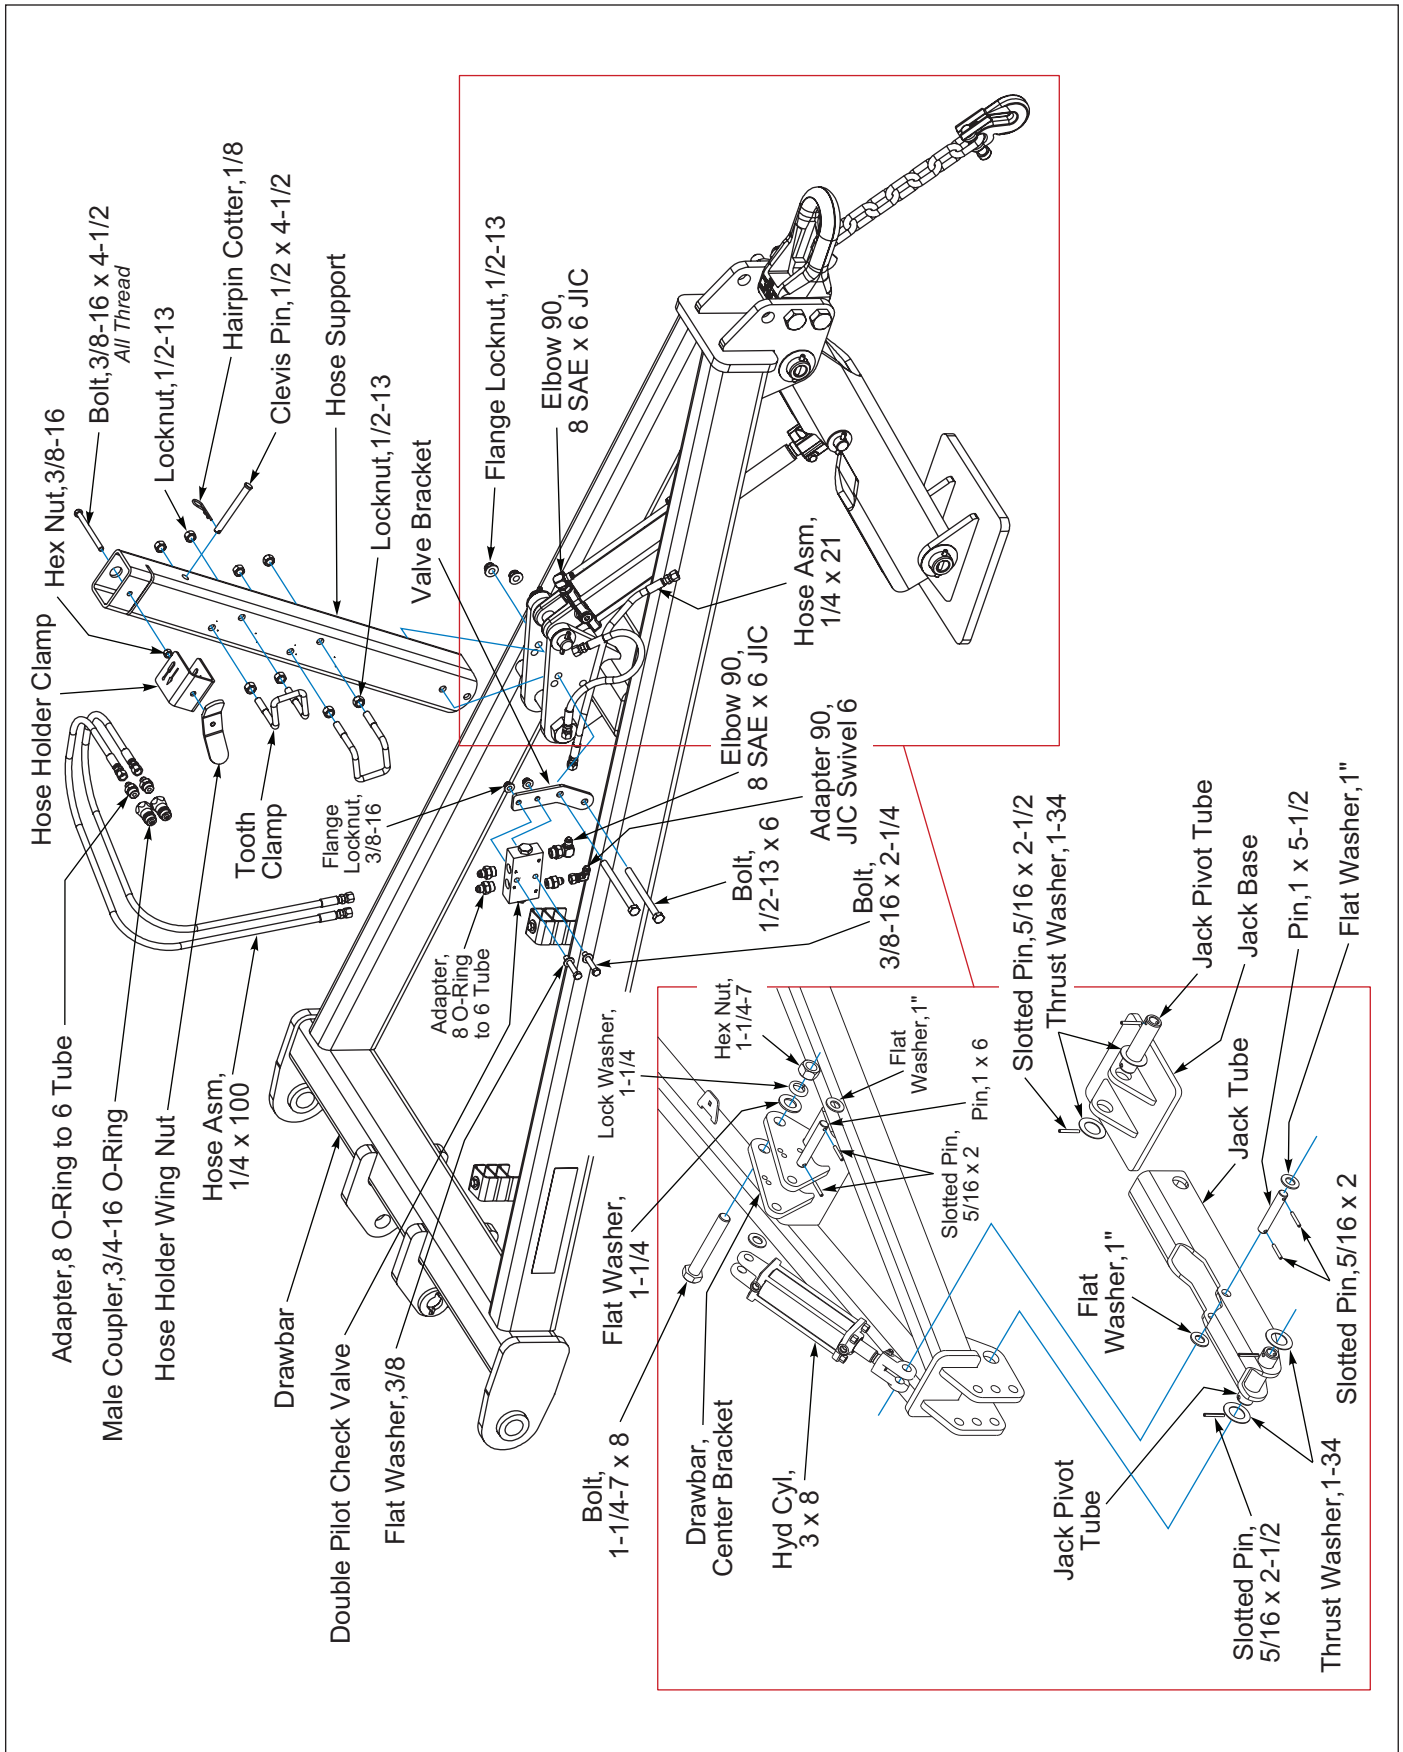 Adapter,8 O-Ring to 6 Tube
Male Coupler,3/4-16 O-Ring
Hose Holder Wing Nut
Hose Asm,
1/4 x 100
Drawbar
Double Pilot Check Valve
Flat Washer,3/8
Hose Holder Clamp
Hex Nut,3/8-16
Bolt,3/8-16 x 4-1/2
All Thread
Locknut,1/2-13
Hairpin Cotter,1/8
Clevis Pin,1/2 x 4-1/2
Hose Support
Locknut,1/2-13
Valve Bracket
Tooth
Clamp
Flange
Locknut,
3/8-16
Adapter,
8 O-Ring
to 6 Tube
Flange Locknut,1/2-13
Elbow 90,
8 SAE x 6 JIC
Hose Asm,
1/4 x 21
Elbow 90,
8 SAE x 6 JIC
Adapter 90,
JIC Swivel 6
Bolt,
1/2-13 x 6
Bolt,
3/8-16 x 2-1/4
Bolt,
1-1/4-7 x 8
Flat Washer,
1-1/4
Lock Washer,
1-1/4
Hex Nut,
1-1/4-7
Flat
Washer,1"
Pin,1 x 6
Slotted Pin,
5/16 x 2
Drawbar,
Center Bracket
Hyd Cyl,
3 x 8
Slotted Pin,5/16 x 2-1/2
Thrust Washer,1-34
Jack Pivot Tube
Jack Base
Jack Tube
Pin,1 x 5-1/2
Flat Washer,1"
Flat
Washer,1"
Slotted Pin,5/16 x 2
Jack Pivot
Tube
Slotted Pin,
5/16 x 2-1/2
Thrust Washer,1-34